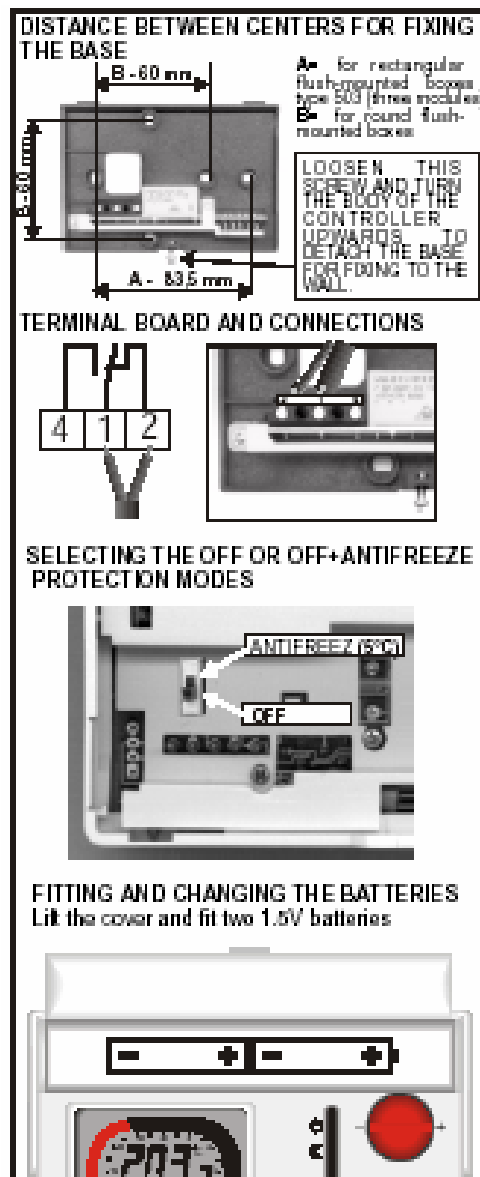 DISTANCE BETWEEN CENTERS FOR FIXING
THE BASE
B - 60 mm
A= for rectangular
flush-mounted boxes
type 503 (three modules)
B= for round flush-
mounted boxes
B - 60 mm
LOOSEN THIS
SCREW AND TURN
THE BODY OF THE
CONTROLLER
UPWARDS TO
DETACH THE BASE
FOR FIXING TO THE
WALL.
A - 83,5 mm
TERMINAL BOARD AND CONNECTIONS
4 1 2
SELECTING THE OFF OR OFF+ANTIFREEZE
PROTECTION MODES
ANTIFREEZ (5°C)
OFF
FITTING AND CHANGING THE BATTERIES
Lift the cover and fit two 1.5V batteries
- + - +
- +